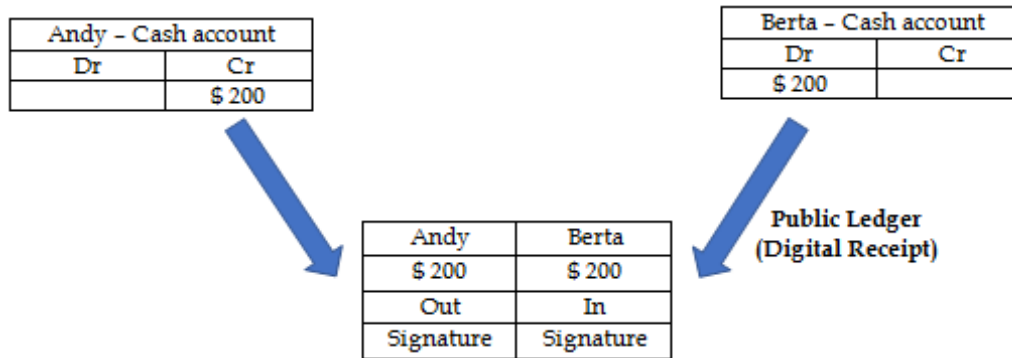 Andy – Cash account
Dr Cr
$ 200
Berta – Cash account
Dr Cr
$ 200
Public Ledger
(Digital Receipt)
Andy Berta
$ 200 $ 200
Out In
Signature Signature